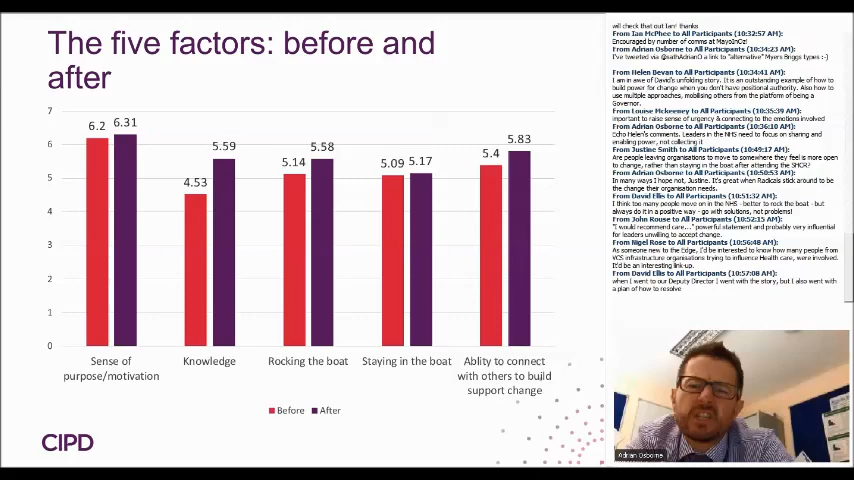 The five factors: before and
after
7
6
5
4
3
2
1
0
6.2
6.31
4.53
5.59
5.14
5.58
5.09
5.17
5.4
5.83
Sense of
purpose/motivation
Knowledge
Rocking the boat
Staying in the boat
Ablity to connect
with others to build
support change
Before
After
CIPD
will check that out Ian! thanks
From Ian McPhee to All Participants (10:32:57 AM):
Encouraged by number of comms at MayoInOz!
From Adrian Osborne to All Participants (10:34:23 AM):
I've tweeted via @sathAdrianO a link to "alternative" Myers Briggs types :-)
From Helen Bevan to All Participants (10:34:41 AM):
I am in awe of David's unfolding story. It is an outstanding example of how to
build power for change when you don't have positional authority. Also how to
use multiple approaches, mobilising others from the platform of being a
Governor.
From Louise Mckeeney to All Participants (10:35:39 AM):
important to raise sense of urgency & connecting to the emotions involved
From Adrian Osborne to All Participants (10:36:10 AM):
Echo Helen's comments. Leaders in the NHS need to focus on sharing and
enabling power, not collecting it
From Justine Smith to All Participants (10:49:17 AM):
Are people leaving organisations to move to somewhere they feel is more open
to change, rather than staying in the boat after attending the SHCR?
From Adrian Osborne to All Participants (10:50:53 AM):
In many ways I hope not, Justine. It's great when Radicals stick around to be
the change their organisation needs.
From David Ellis to All Participants (10:51:32 AM):
I think too many people move on in the NHS - better to rock the boat - but
always do it in a positive way - go with solutions, not problems!
From John Rouse to All Participants (10:52:15 AM):
"I would recommend care..." powerful statement and probably very influential
for leaders unwilling to accept change.
From Nigel Rose to All Participants (10:56:48 AM):
As someone new to the Edge, I'd be interested to know how many people from
VCS infrastructure organisations trying to influence Health care, were involved.
It'd be an interesting link-up.
From David Ellis to All Participants (10:57:08 AM):
when I went to our Deputy Director I went with the story, but I also went with
a plan of how to resolve
Adrian Osborne